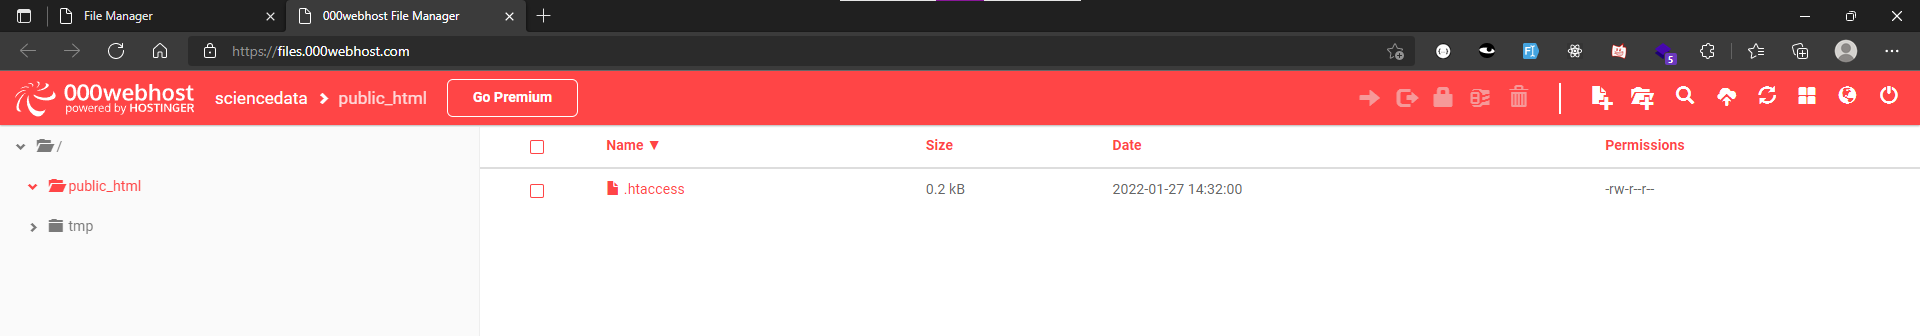 File Manager
000webhost File Manager
https://files.000webhost.com
5
000webhost
powered by HOSTINGER
sciencedata
public_html
Go Premium
/
public_html
tmp
Name ▼ Size Date Permissions
.htaccess 0.2 kB 2022-01-27 14:32:00 -rw-r--r--